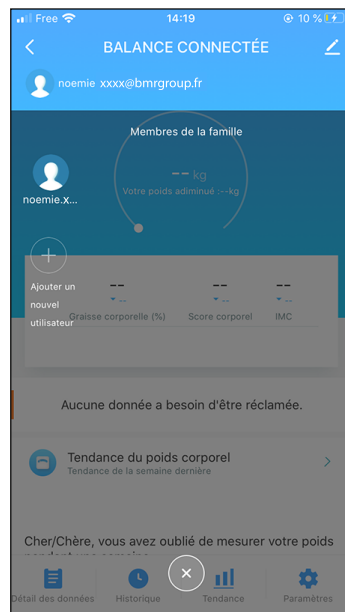 Free 14:19 10 %
BALANCE CONNECTÉE
noemie xxxx@bmrgroup.fr
Membres de la famille
-- kg
Votre poids adiminué :--kg
noemie.x...
Ajouter un
nouvel
utilisateur
-- -- --
-- -- --
Graisse corporelle (%) Score corporel IMC
Aucune donnée a besoin d'être réclamée.
Tendance du poids corporel
Tendance de la semaine dernière
Cher/Chère, vous avez oublié de mesurer votre poids
pendant une semaine
Détail des données Historique Tendance Paramètres